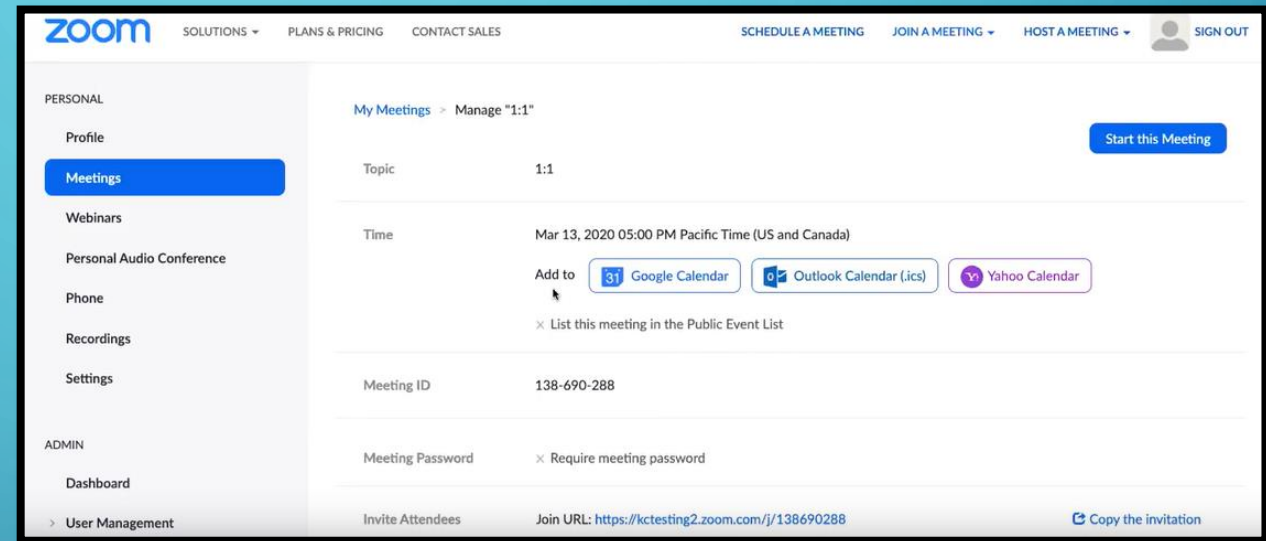 zoom SOLUTIONS PLANS & PRICING CONTACT SALES SCHEDULE A MEETING JOIN A MEETING HOST A MEETING SIGN OUT
PERSONAL
Profile
Meetings
Webinars
Personal Audio Conference
Phone
Recordings
Settings
ADMIN
Dashboard
> User Management
My Meetings > Manage "1:1"
Start this Meeting
Topic 1:1
Time Mar 13, 2020 05:00 PM Pacific Time (US and Canada)
Add to 31 Google Calendar Outlook Calendar (.ics) Yahoo Calendar
× List this meeting in the Public Event List
Meeting ID 138-690-288
Meeting Password × Require meeting password
Invite Attendees Join URL: https://kctesting2.zoom.com/j/138690288 Copy the invitation